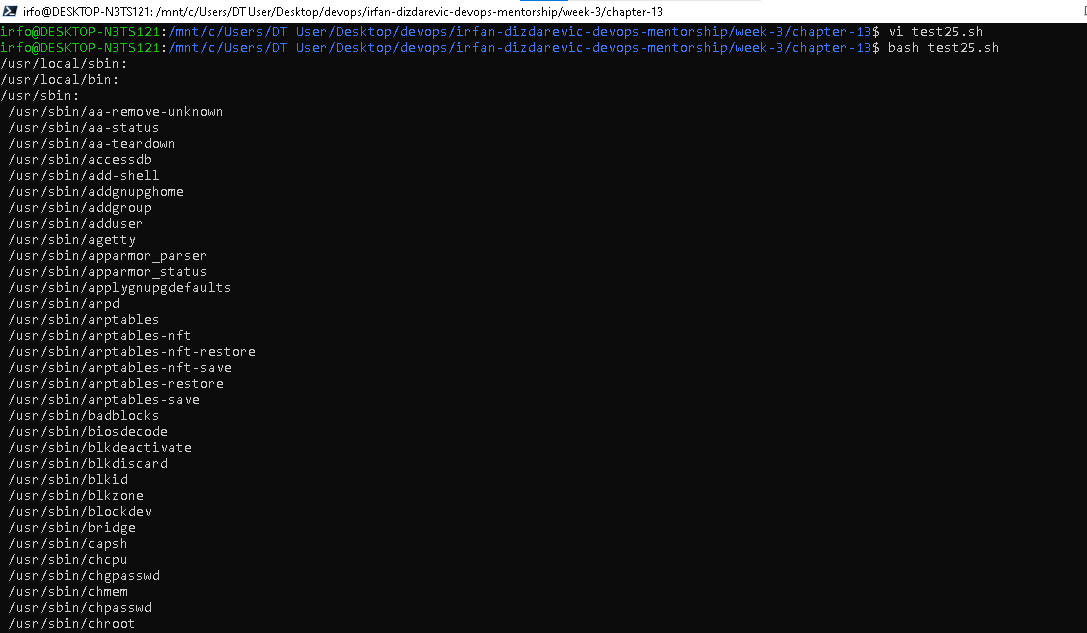 irfo@DESKTOP-N3TS121: /mnt/c/Users/DT User/Desktop/devops/irfan-dizdarevic-devops-mentorship/week-3/chapter-13
irfo@DESKTOP-N3TS121:/mnt/c/Users/DT User/Desktop/devops/irfan-dizdarevic-devops-mentorship/week-3/chapter-13$ vi test25.sh
irfo@DESKTOP-N3TS121:/mnt/c/Users/DT User/Desktop/devops/irfan-dizdarevic-devops-mentorship/week-3/chapter-13$ bash test25.sh
/usr/local/sbin:
/usr/local/bin:
/usr/sbin:
/usr/sbin/aa-remove-unknown
/usr/sbin/aa-status
/usr/sbin/aa-teardown
/usr/sbin/accessdb
/usr/sbin/add-shell
/usr/sbin/addgnupghome
/usr/sbin/addgroup
/usr/sbin/adduser
/usr/sbin/agetty
/usr/sbin/apparmor_parser
/usr/sbin/apparmor_status
/usr/sbin/applygnupgdefaults
/usr/sbin/arpd
/usr/sbin/arptables
/usr/sbin/arptables-nft
/usr/sbin/arptables-nft-restore
/usr/sbin/arptables-nft-save
/usr/sbin/arptables-restore
/usr/sbin/arptables-save
/usr/sbin/badblocks
/usr/sbin/biosdecode
/usr/sbin/blkdeactivate
/usr/sbin/blkdiscard
/usr/sbin/blkid
/usr/sbin/blkzone
/usr/sbin/blockdev
/usr/sbin/bridge
/usr/sbin/capsh
/usr/sbin/chcpu
/usr/sbin/chgpasswd
/usr/sbin/chmem
/usr/sbin/chpasswd
/usr/sbin/chroot